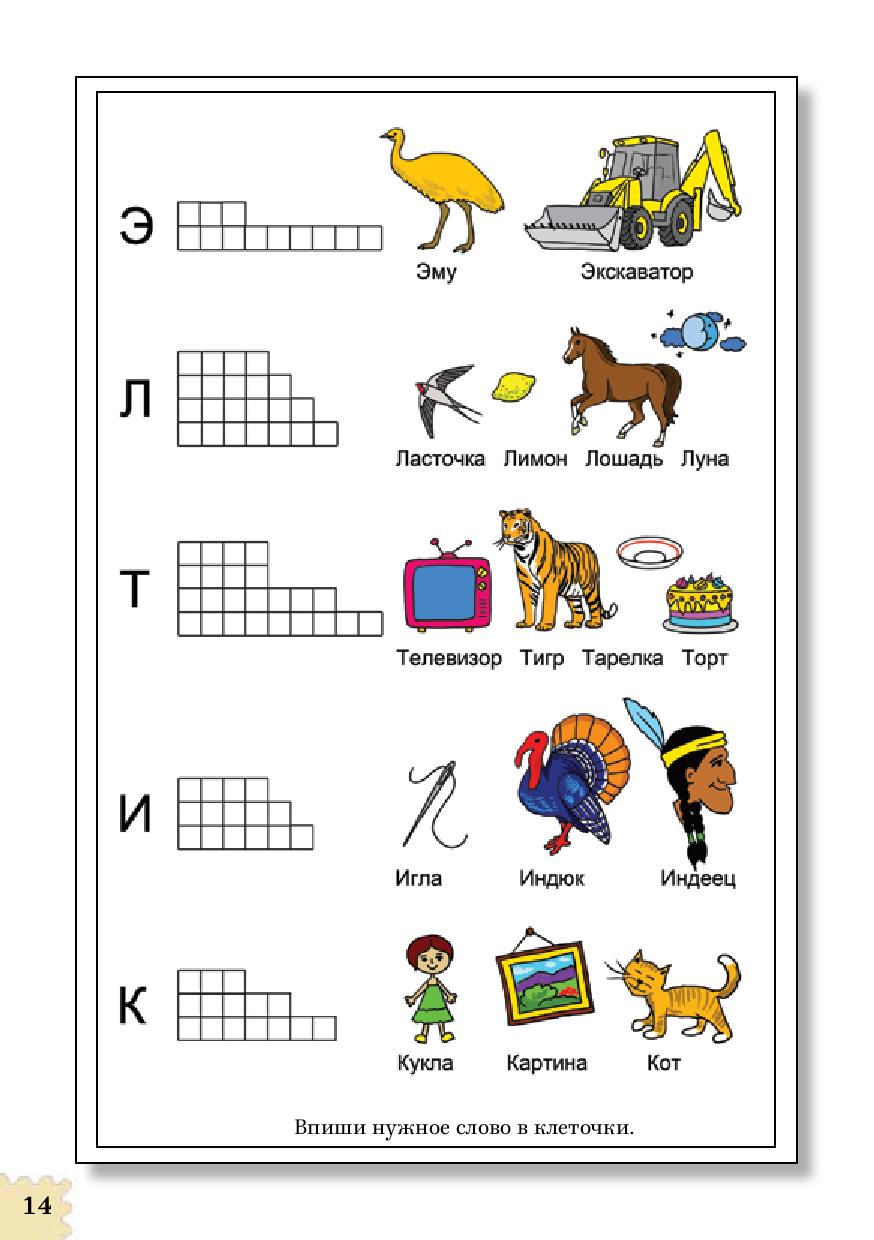 Э
Эму Экскаватор
Л
Ласточка Лимон Лошадь Луна
Т
Телевизор Тигр Тарелка Торт
И
Игла Индюк Индеец
К
Кукла Картина Кот
Впиши нужное слово в клеточки.
14